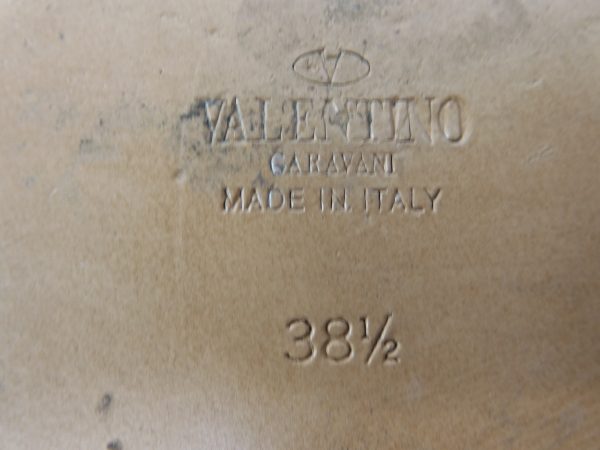 V
VALENTINO
GARAVANI
MADE IN ITALY
38½